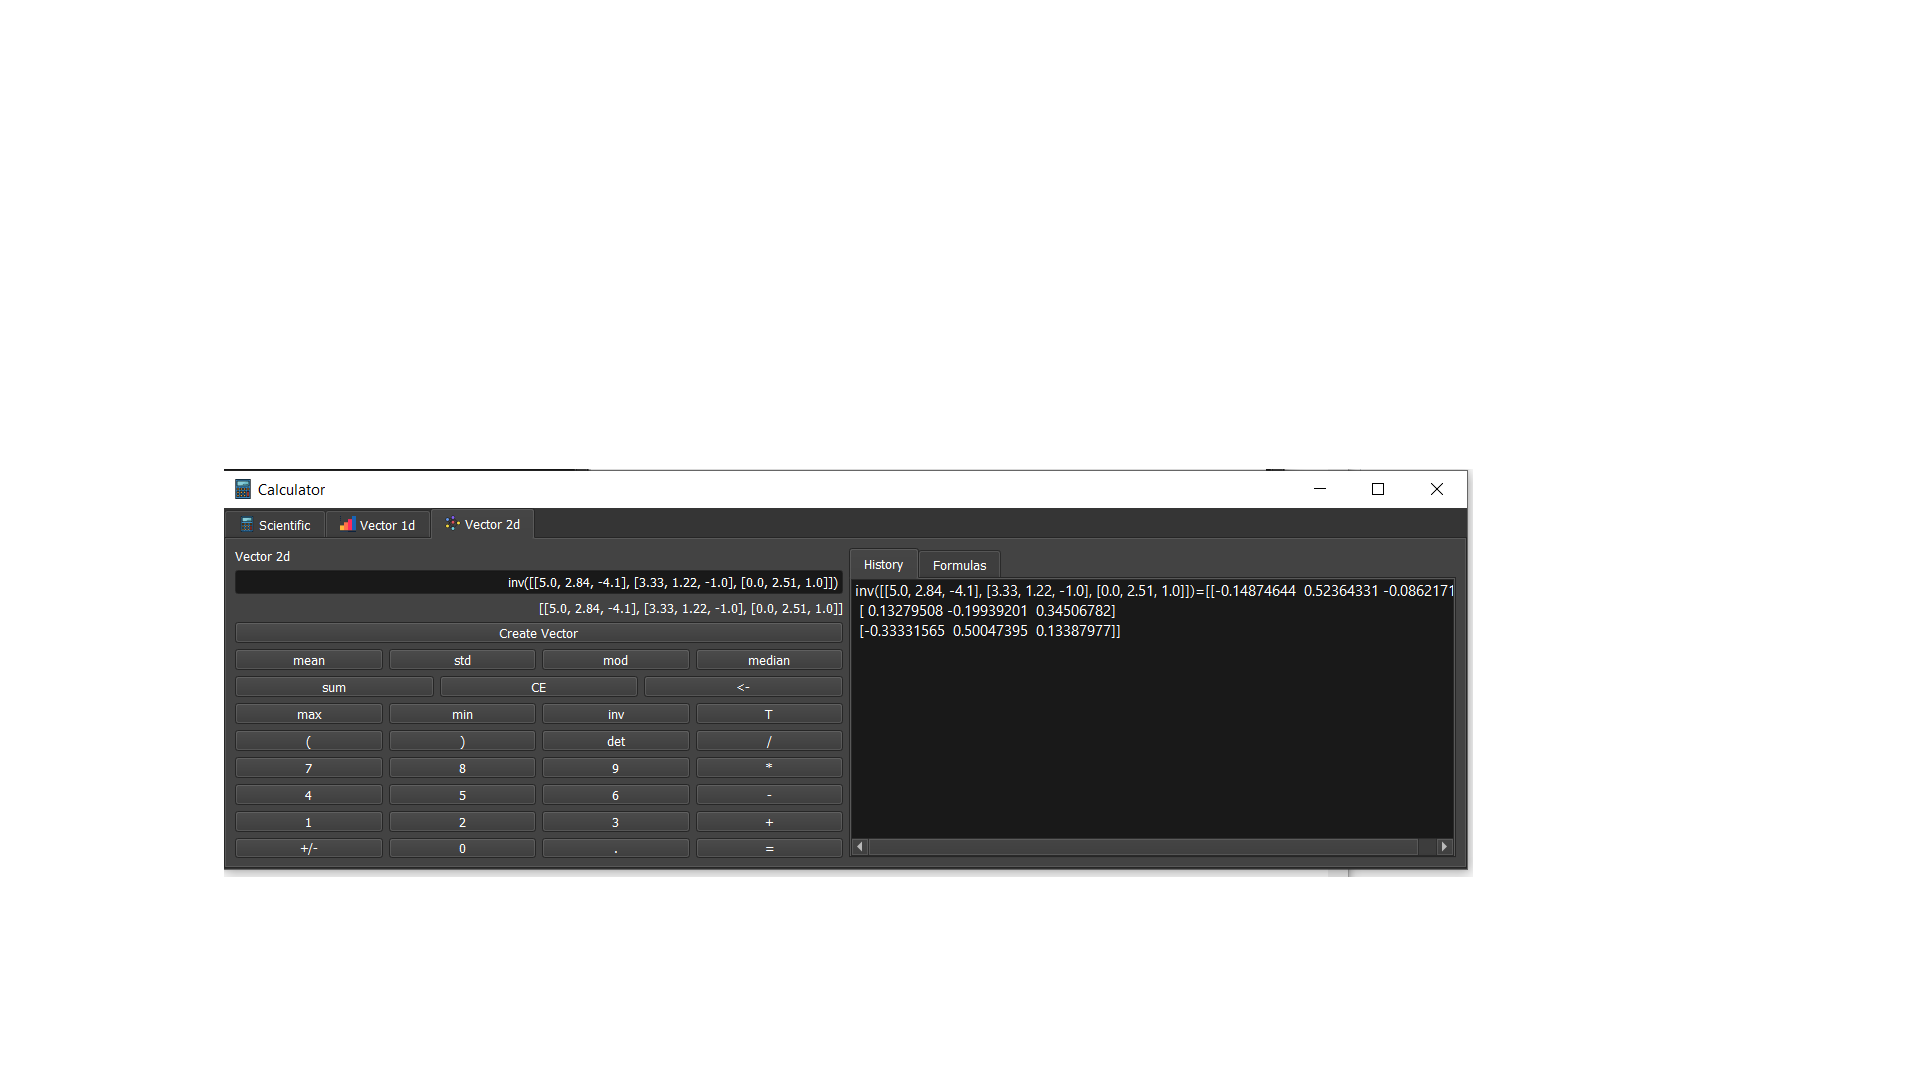 Calculator
Scientific
Vector 1d
Vector 2d
Vector 2d
inv([[5.0, 2.84, -4.1], [3.33, 1.22, -1.0], [0.0, 2.51, 1.0]])
[[5.0, 2.84, -4.1], [3.33, 1.22, -1.0], [0.0, 2.51, 1.0]]
Create Vector
mean std mod median
sum CE <-
max min inv T
( ) det /
7 8 9 *
4 5 6 -
1 2 3 +
+/- 0 . =
History Formulas
inv([[5.0, 2.84, -4.1], [3.33, 1.22, -1.0], [0.0, 2.51, 1.0]])=[[-0.14874644 0.52364331 -0.0862171
[ 0.13279508 -0.19939201 0.34506782]
[-0.33331565 0.50047395 0.13387977]]